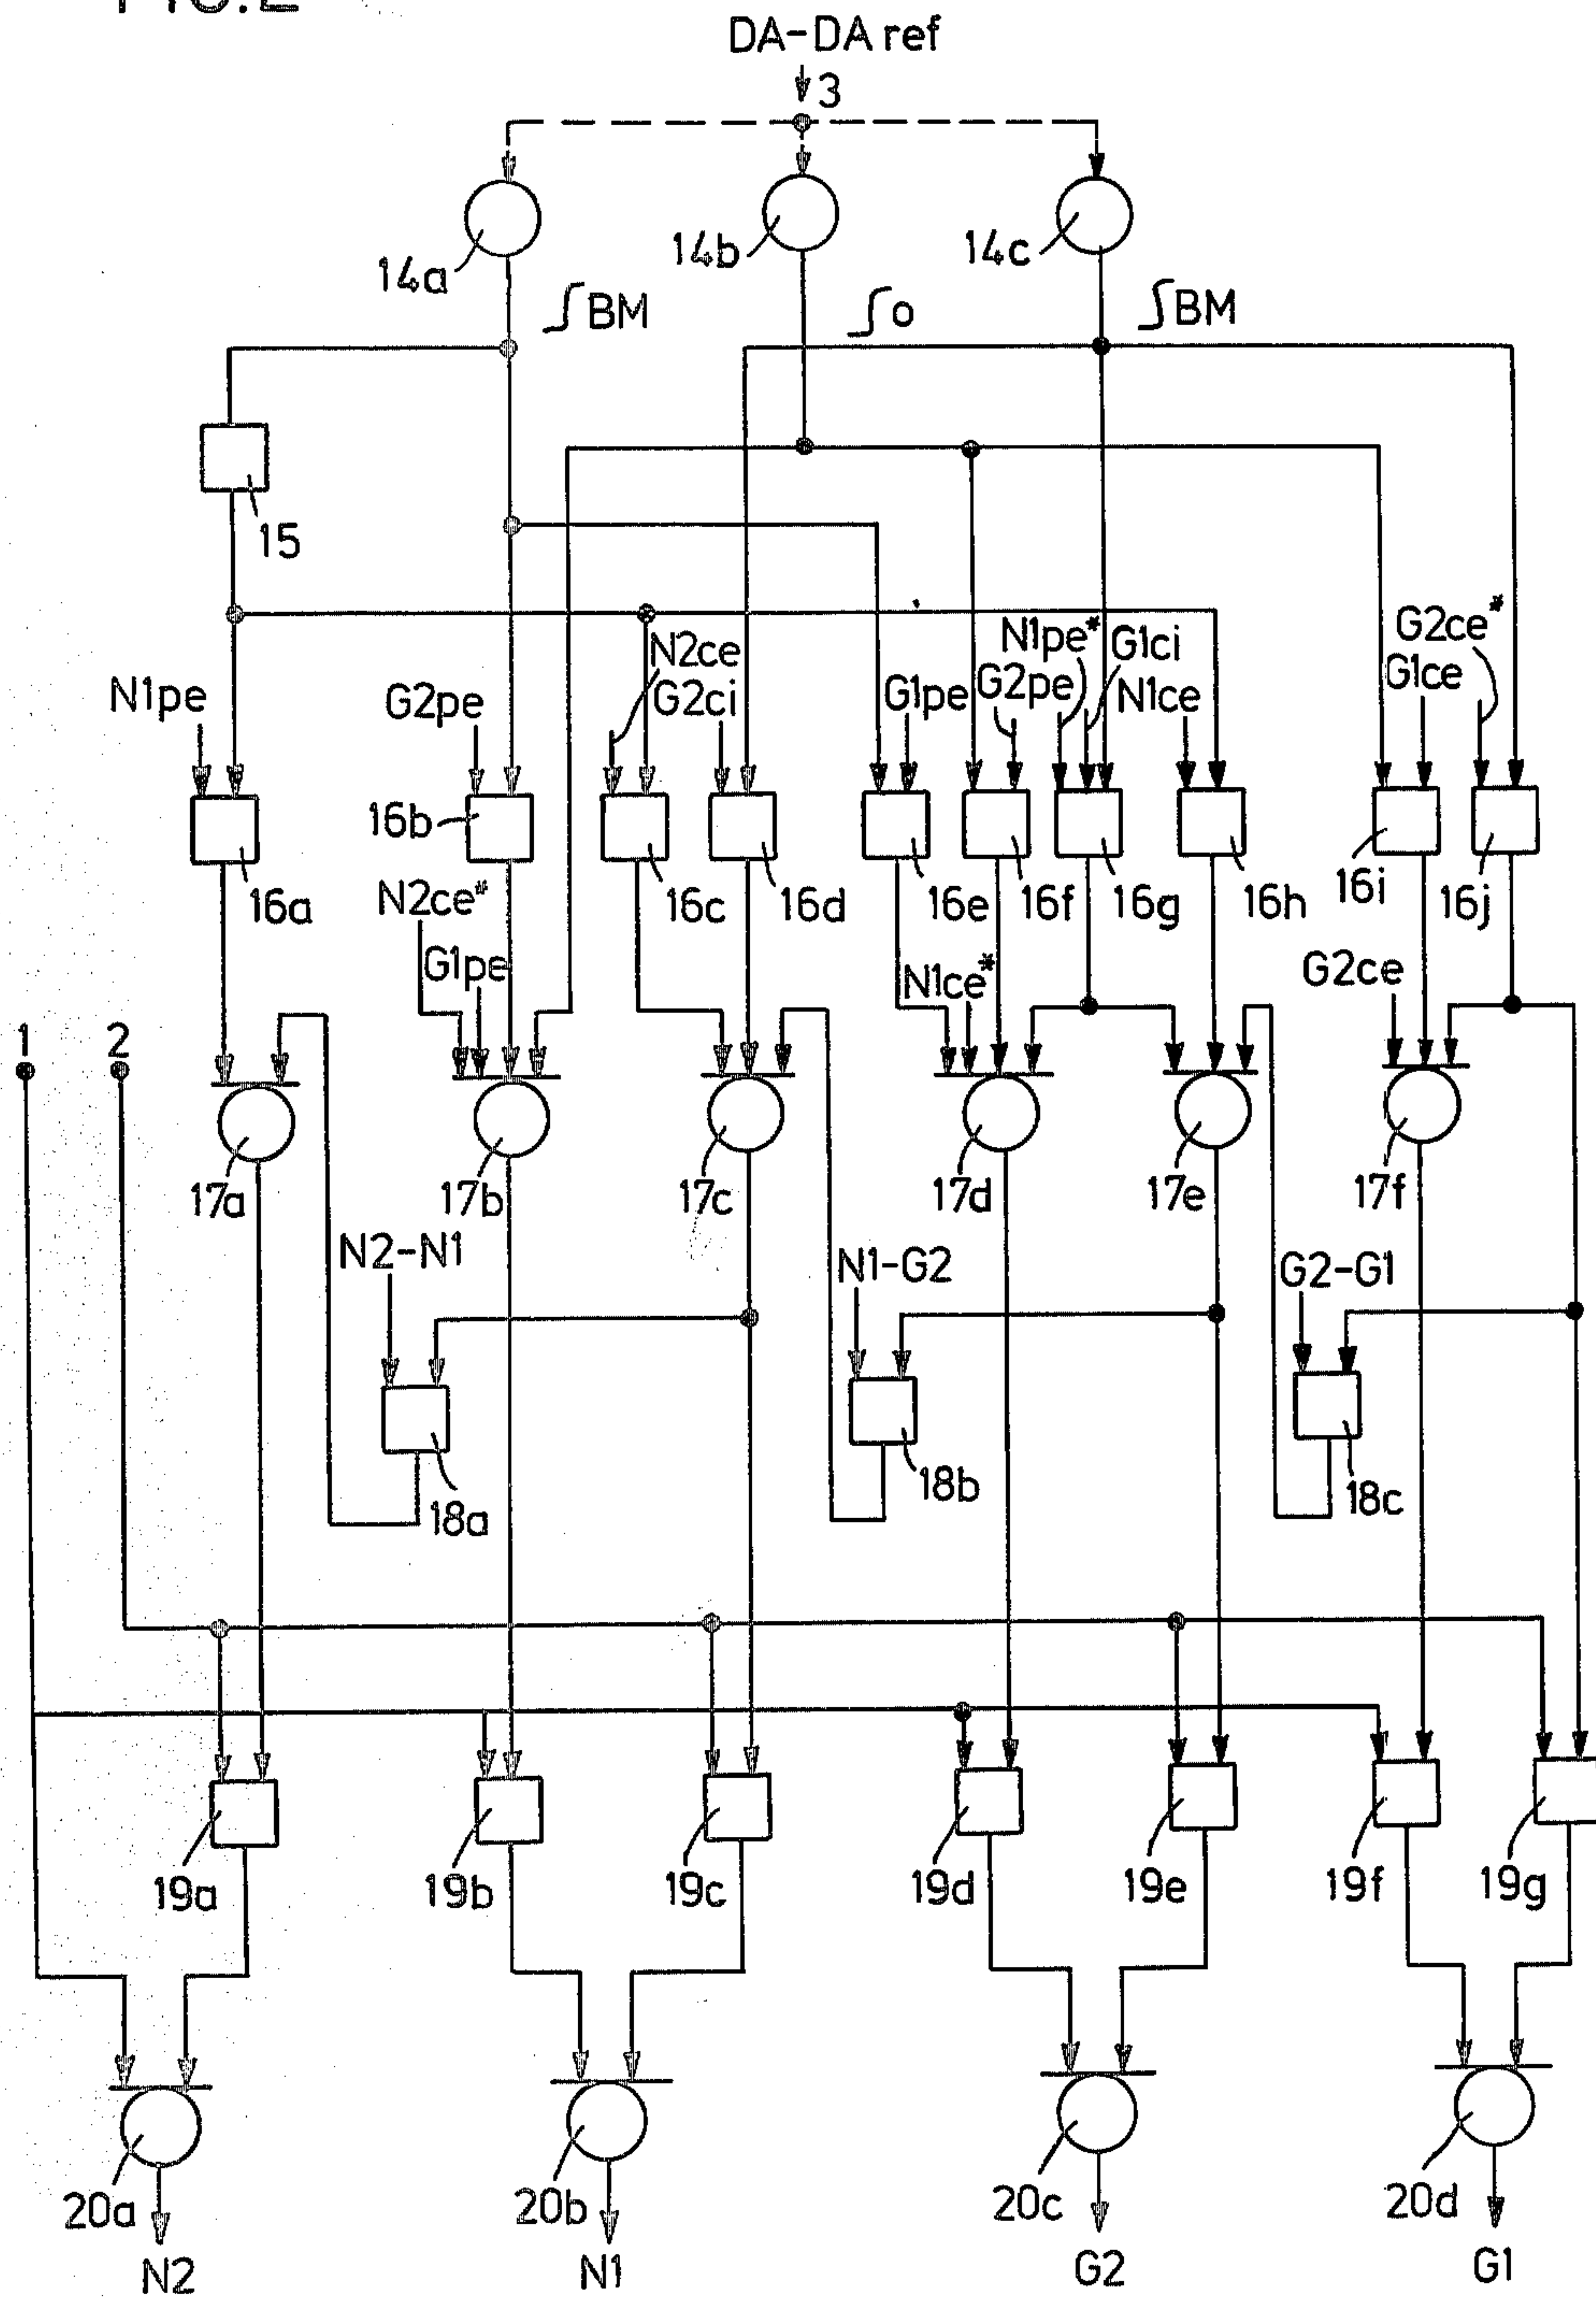 FIG.2
DA-DA ref
3
14a
14b
14c
∫BM
∫o
∫BM
15
N1pe
G2pe
N2ce
G2ci
G1pe
G2pe
N1pe*
G1ci
N1ce
G1ce
G2ce*
16a
16b
16c
16d
16e
16f
16g
16h
16i
16j
N2ce*
G1pe
N1ce*
G2ce
1
2
17a
17b
17c
17d
17e
17f
N2-N1
N1-G2
G2-G1
18a
18b
18c
19a
19b
19c
19d
19e
19f
19g
20a
20b
20c
20d
N2
N1
G2
G1